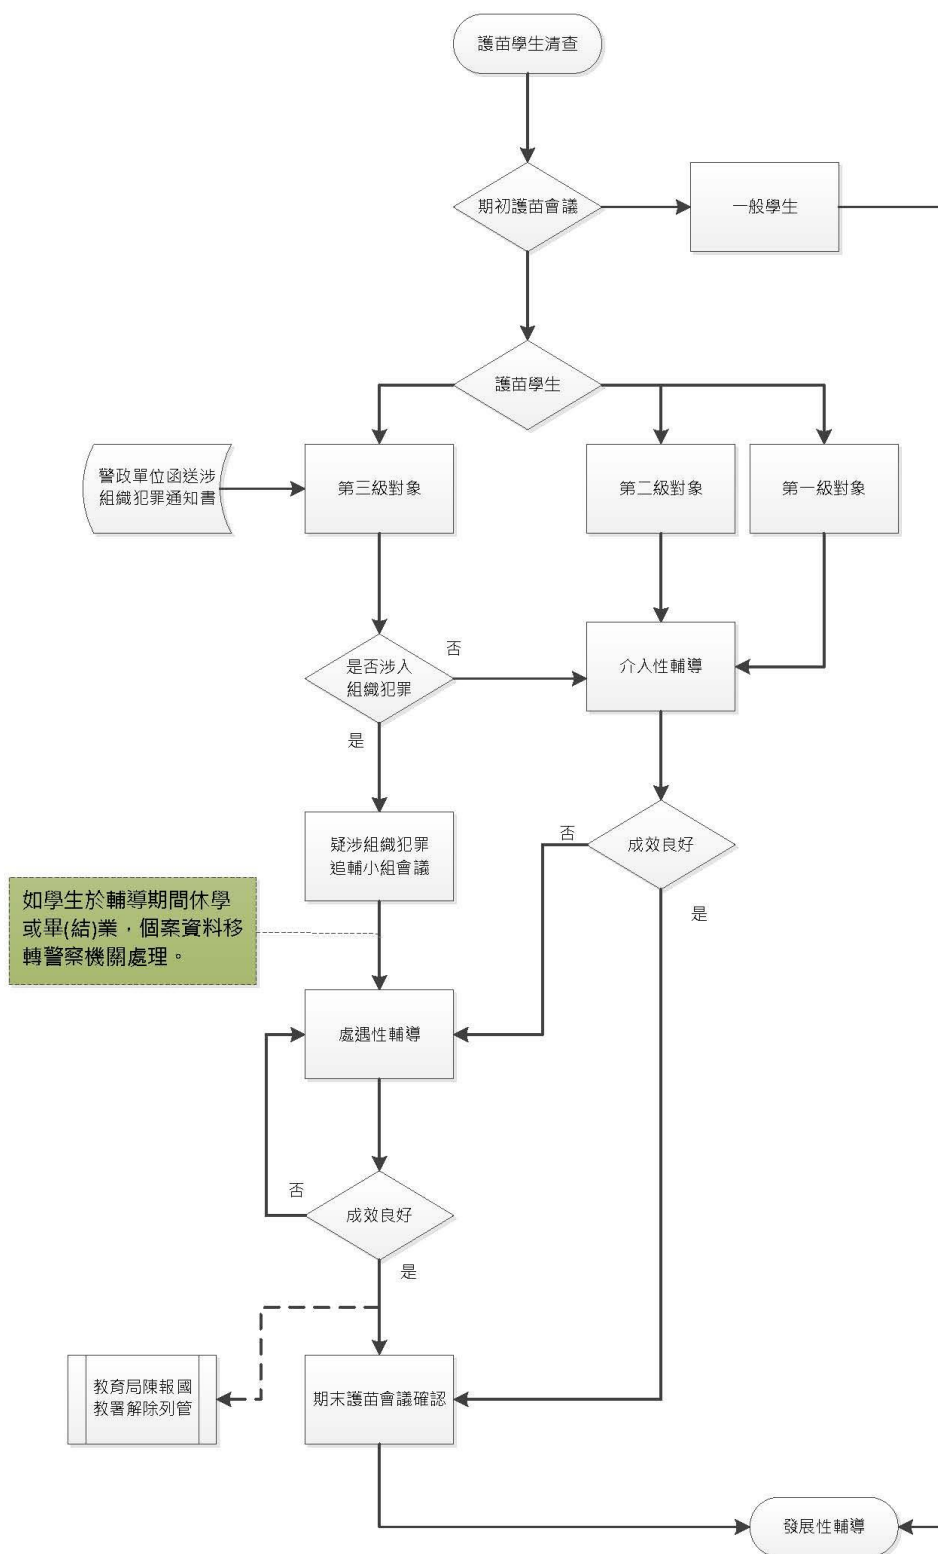 護苗學生清查
期初護苗會議
一般學生
護苗學生
警政單位函送涉
組織犯罪通知書
第三級對象
第二級對象
第一級對象
是否涉入
組織犯罪
否
介入性輔導
是
疑涉組織犯罪
追輔小組會議
否
成效良好
是
如學生於輔導期間休學
或畢(結)業，個案資料移
轉警察機關處理。
處遇性輔導
否
成效良好
是
教育局陳報國
教署解除列管
期末護苗會議確認
發展性輔導